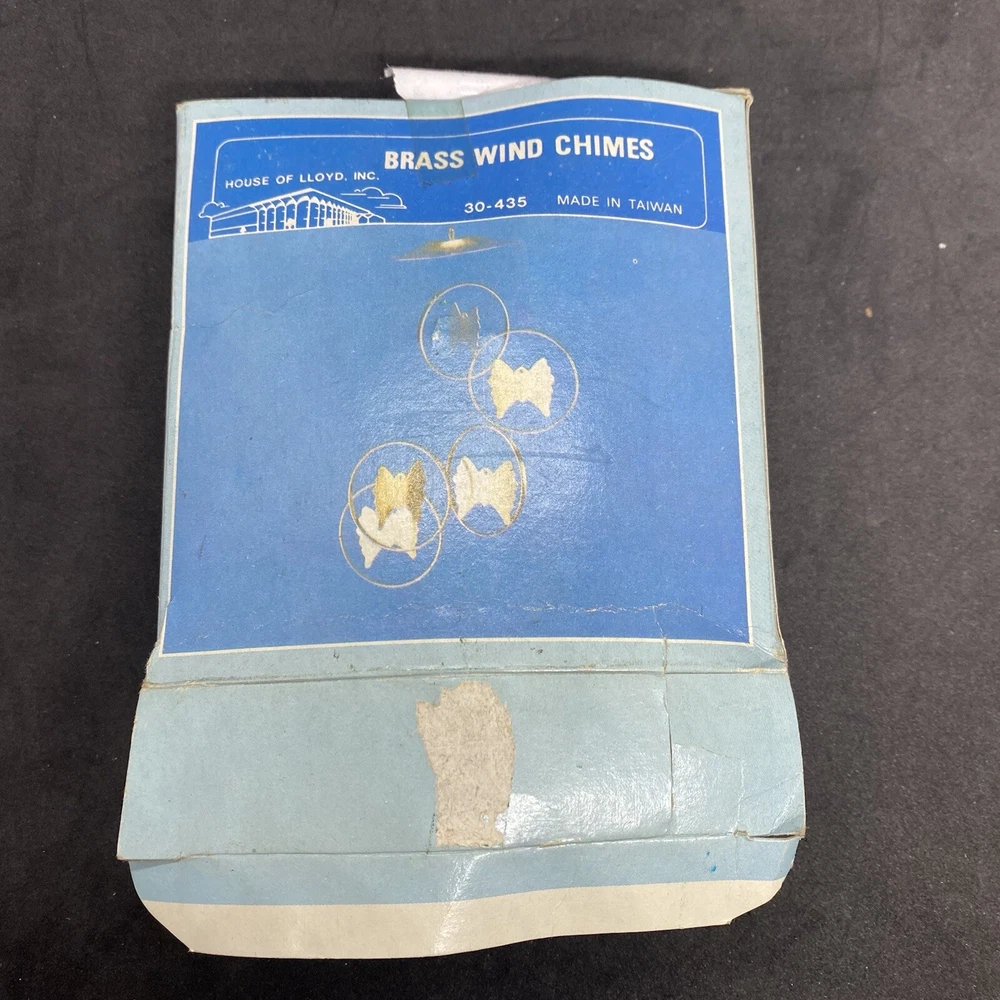 BRASS WIND CHIMES
HOUSE OF LLOYD, INC.
30-435 MADE IN TAIWAN